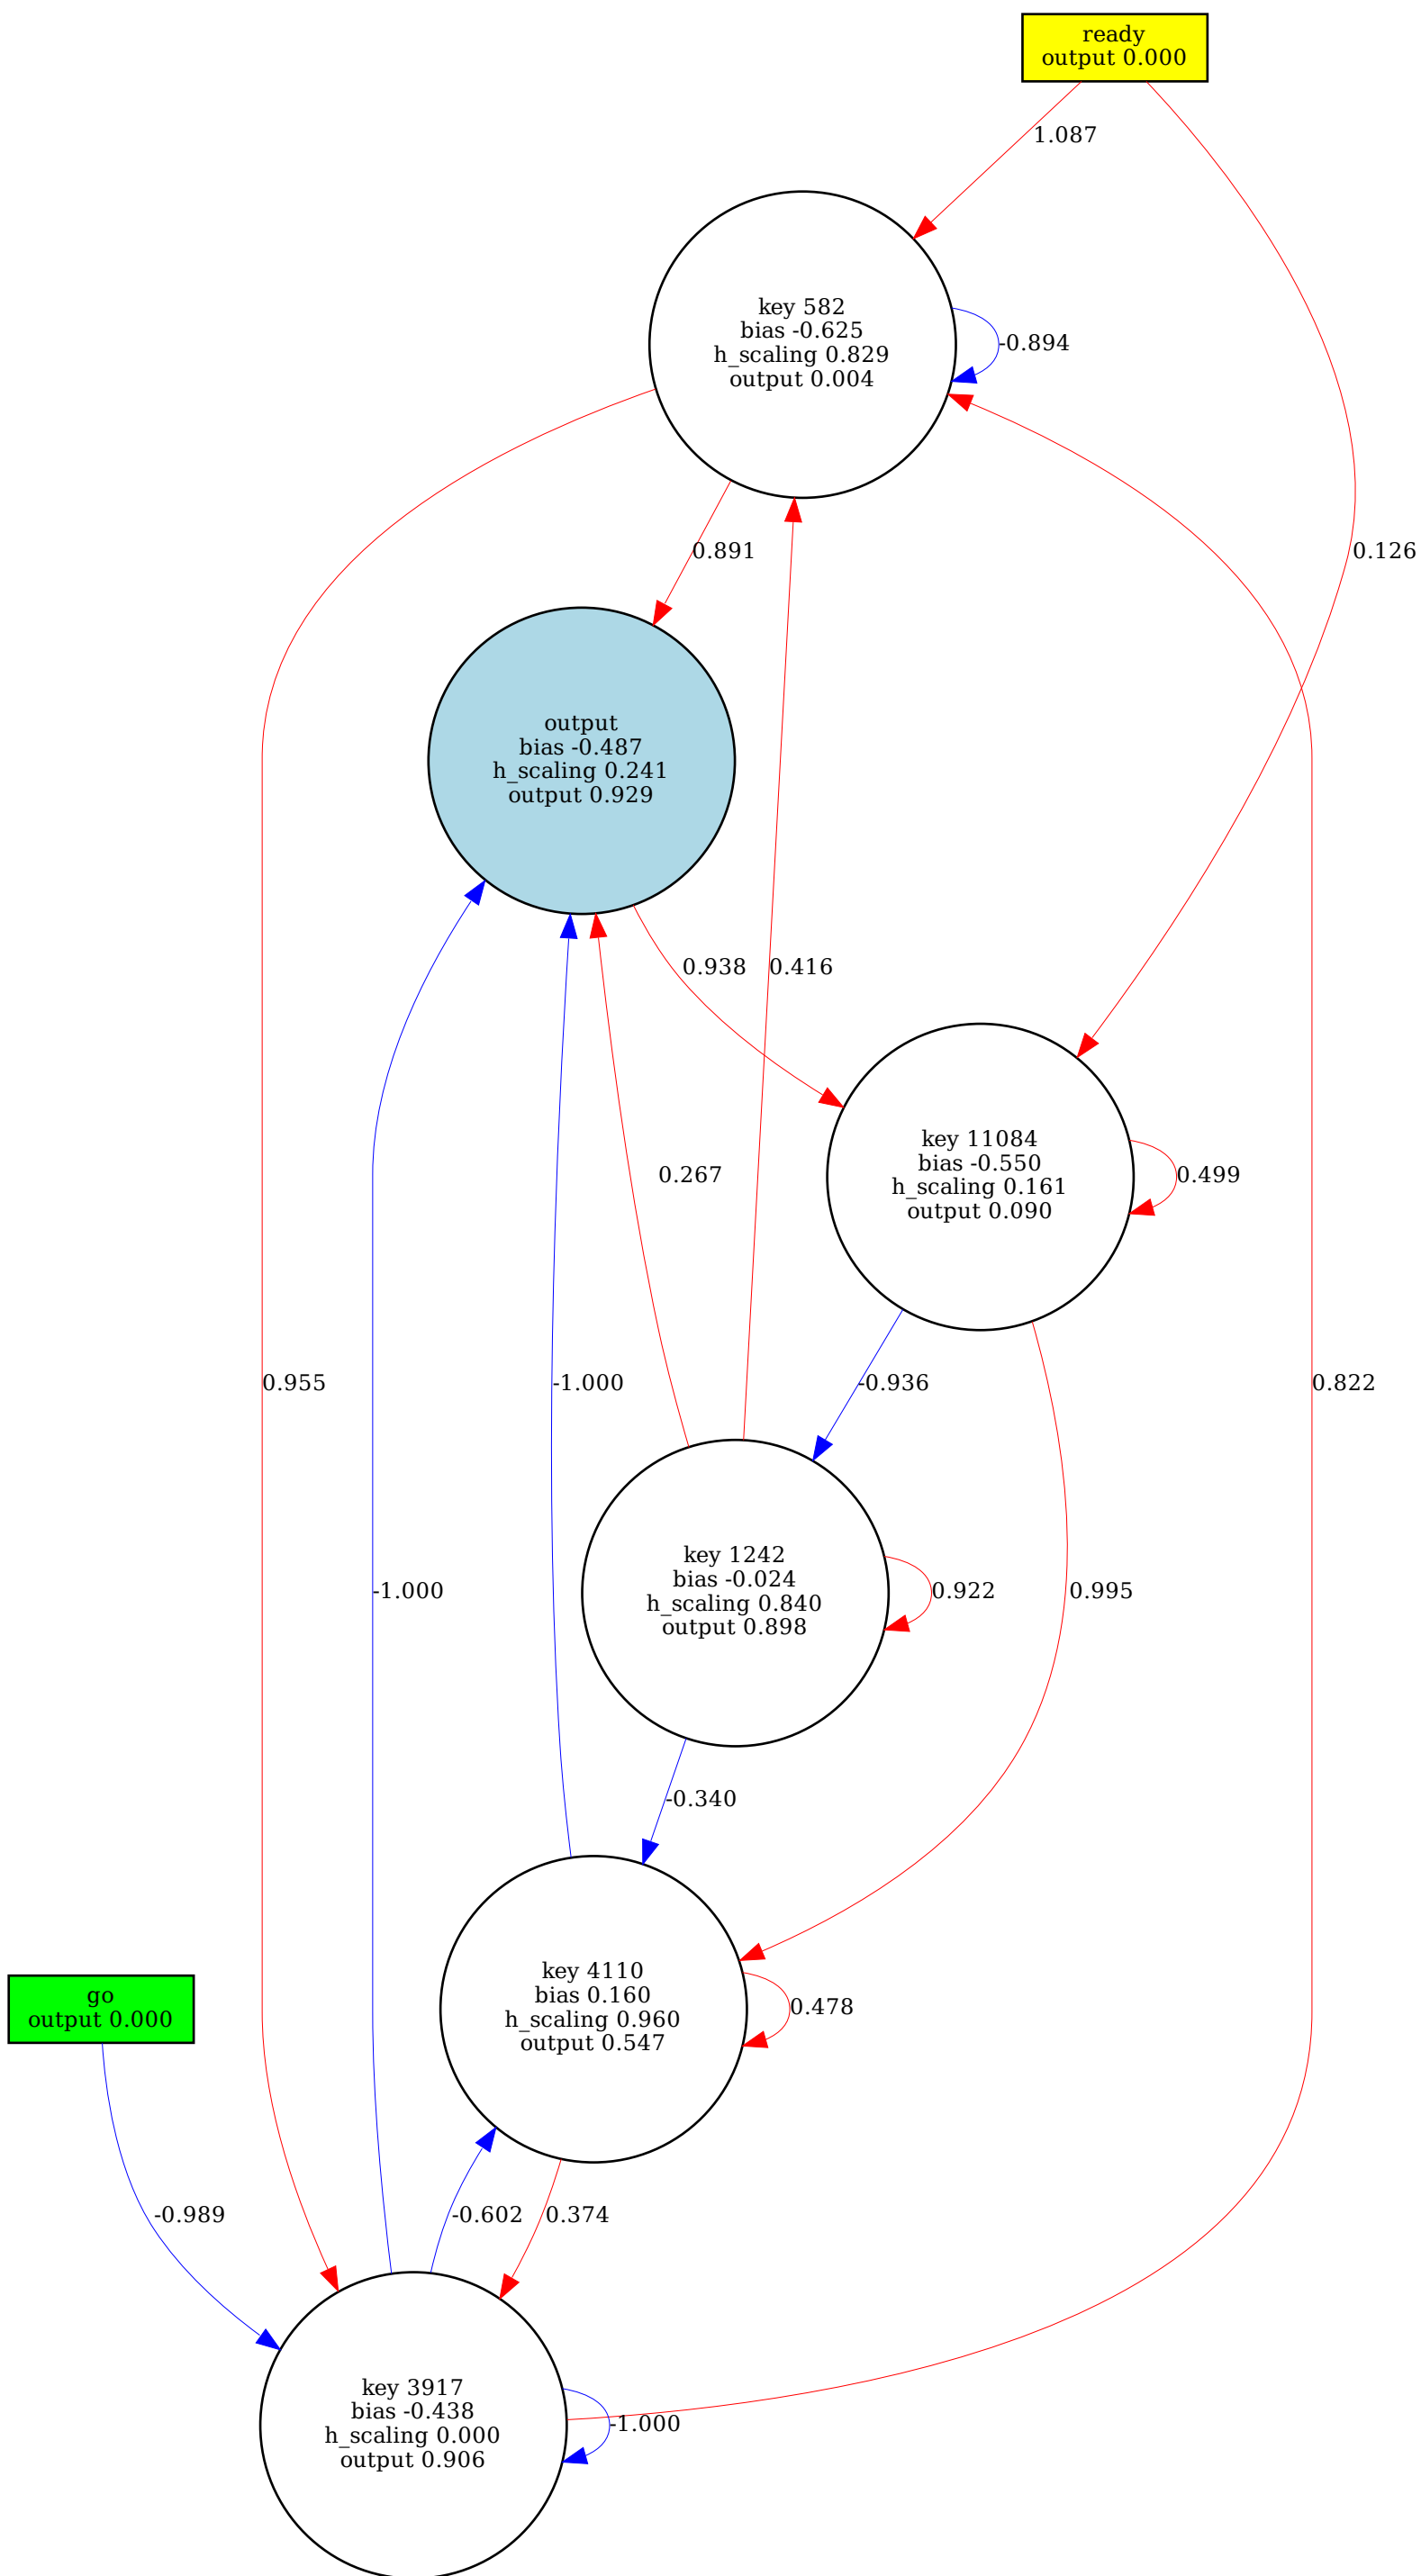 ready
output 0.000
1.087
key 582
bias -0.625
h_scaling 0.829
output 0.004
-0.894
0.891
0.126
output
bias -0.487
h_scaling 0.241
output 0.929
0.938
0.416
key 11084
bias -0.550
h_scaling 0.161
output 0.090
0.267
0.499
0.955
-1.000
-0.936
0.822
key 1242
bias -0.024
h_scaling 0.840
output 0.898
-1.000
0.922
0.995
-0.340
key 4110
bias 0.160
h_scaling 0.960
output 0.547
go
output 0.000
0.478
-0.989
-0.602
0.374
key 3917
bias -0.438
h_scaling 0.000
output 0.906
-1.000